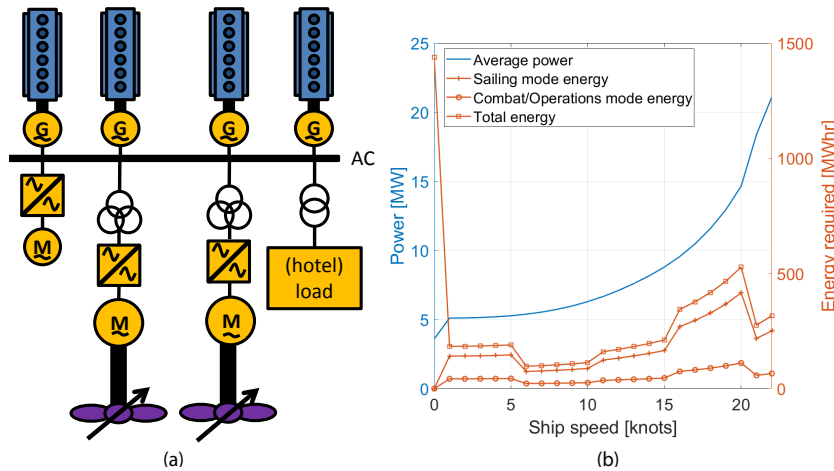 G
G
G
G
AC
M
(hotel)
load
M
M
(a)
25
20
15
10
5
0
Power [MW]
Average power
Sailing mode energy
Combat/Operations mode energy
Total energy
1500
1000
500
0
Energy required [MWhr]
0
5
10
15
20
Ship speed [knots]
(b)